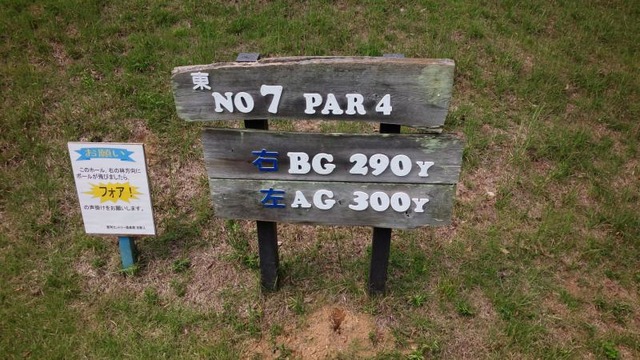 東
NO 7 PAR 4
右 BG 290Y
左 AG 300Y
お願い
このホール、右の林方向に
ボールが飛びましたら、
フォア！
の声掛けをお願いします。